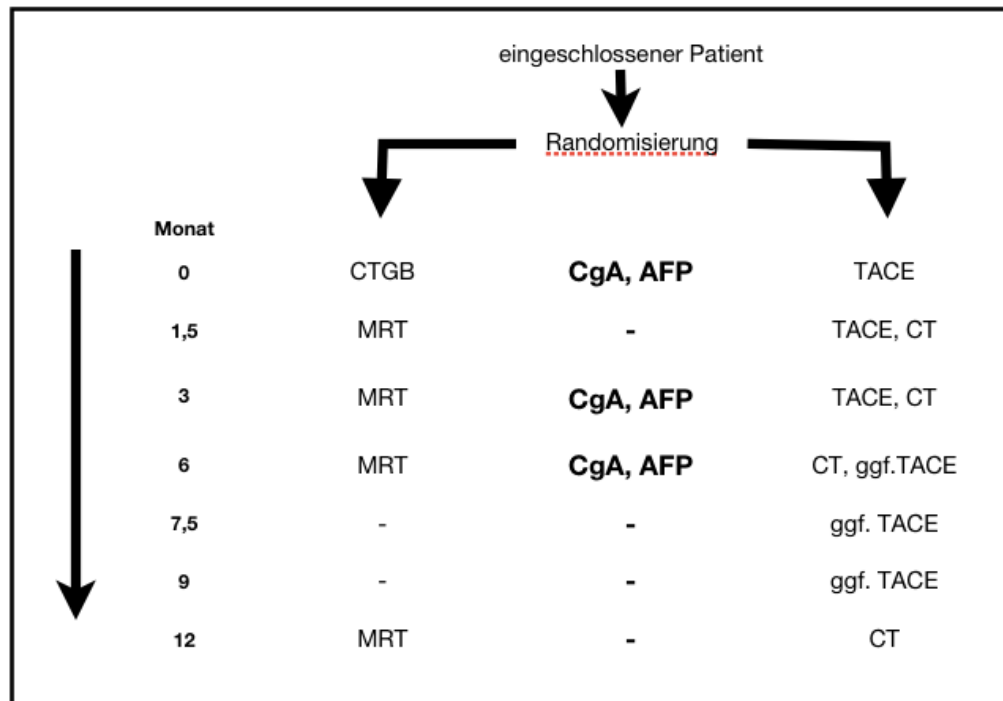 eingeschlossener Patient
Randomisierung
Monat
0 CTGB CgA, AFP TACE
1,5 MRT - TACE, CT
3 MRT CgA, AFP TACE, CT
6 MRT CgA, AFP CT, ggf.TACE
7,5 - - ggf. TACE
9 - - ggf. TACE
12 MRT - CT